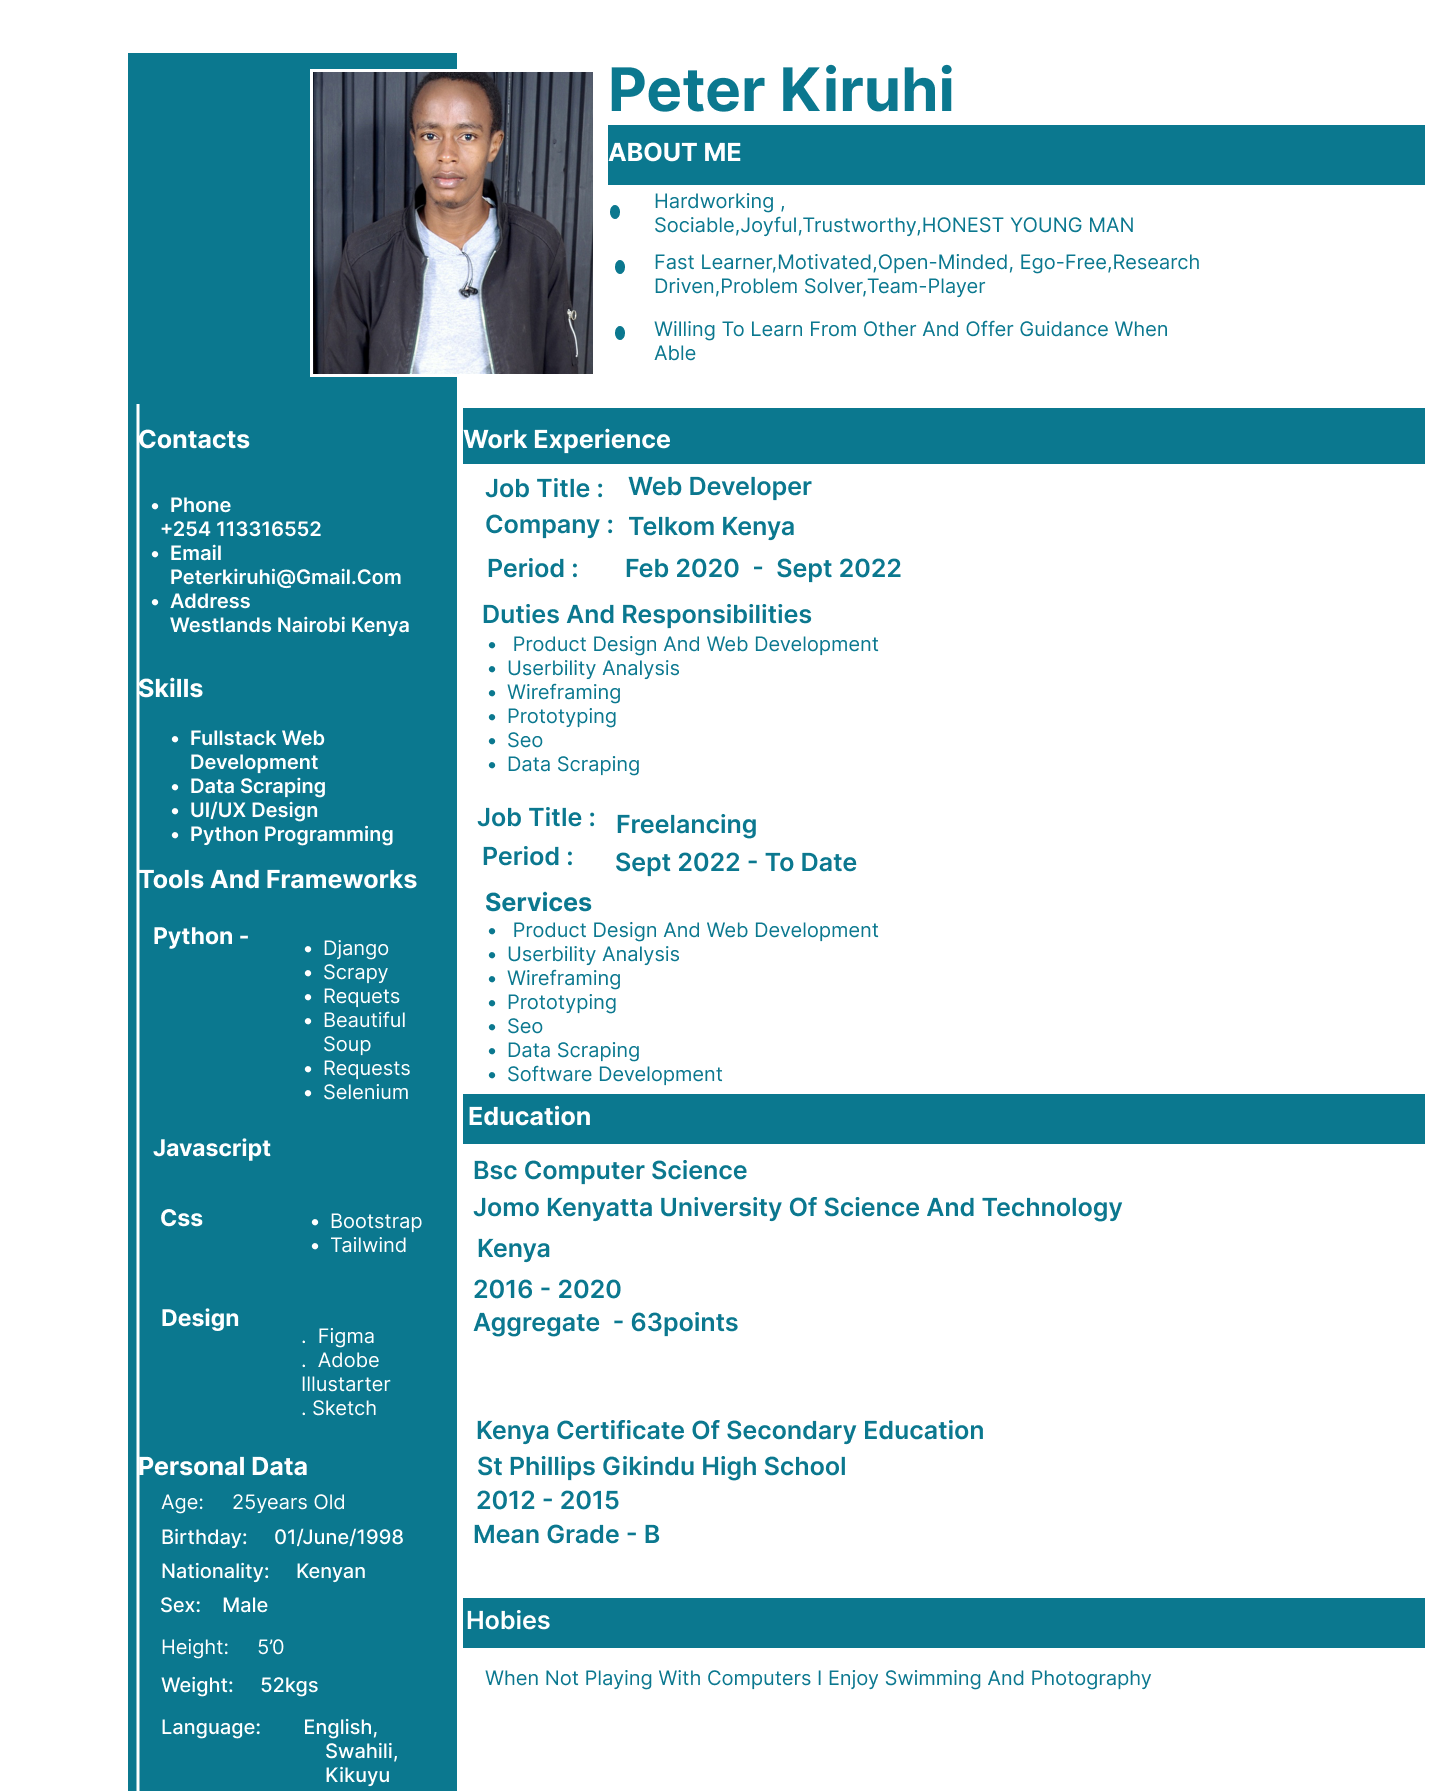 Peter Kiruhi
ABOUT ME
Hardworking ,
Sociable,Joyful,Trustworthy,HONEST YOUNG MAN
Fast Learner,Motivated,Open-Minded, Ego-Free,Research
Driven,Problem Solver,Team-Player
Willing To Learn From Other And Offer Guidance When
Able
Contacts
• Phone
+254 113316552
• Email
Peterkiruhi@Gmail.Com
• Address
Westlands Nairobi Kenya
Skills
• Fullstack Web
Development
• Data Scraping
• UI/UX Design
• Python Programming
Tools And Frameworks
Python -
• Django
• Scrapy
• Requets
• Beautiful
Soup
• Requests
• Selenium
Javascript
Css
• Bootstrap
• Tailwind
Design
. Figma
. Adobe
Illustarter
. Sketch
Personal Data
Age: 25years Old
Birthday: 01/June/1998
Nationality: Kenyan
Sex: Male
Height: 5'0
Weight: 52kgs
Language: English,
Swahili,
Kikuyu
Work Experience
Job Title : Web Developer
Company : Telkom Kenya
Period : Feb 2020 - Sept 2022
Duties And Responsibilities
• Product Design And Web Development
• Userbility Analysis
• Wireframing
• Prototyping
• Seo
• Data Scraping
Job Title : Freelancing
Period : Sept 2022 - To Date
Services
• Product Design And Web Development
• Userbility Analysis
• Wireframing
• Prototyping
• Seo
• Data Scraping
• Software Development
Education
Bsc Computer Science
Jomo Kenyatta University Of Science And Technology
Kenya
2016 - 2020
Aggregate - 63points
Kenya Certificate Of Secondary Education
St Phillips Gikindu High School
2012 - 2015
Mean Grade - B
Hobies
When Not Playing With Computers I Enjoy Swimming And Photography